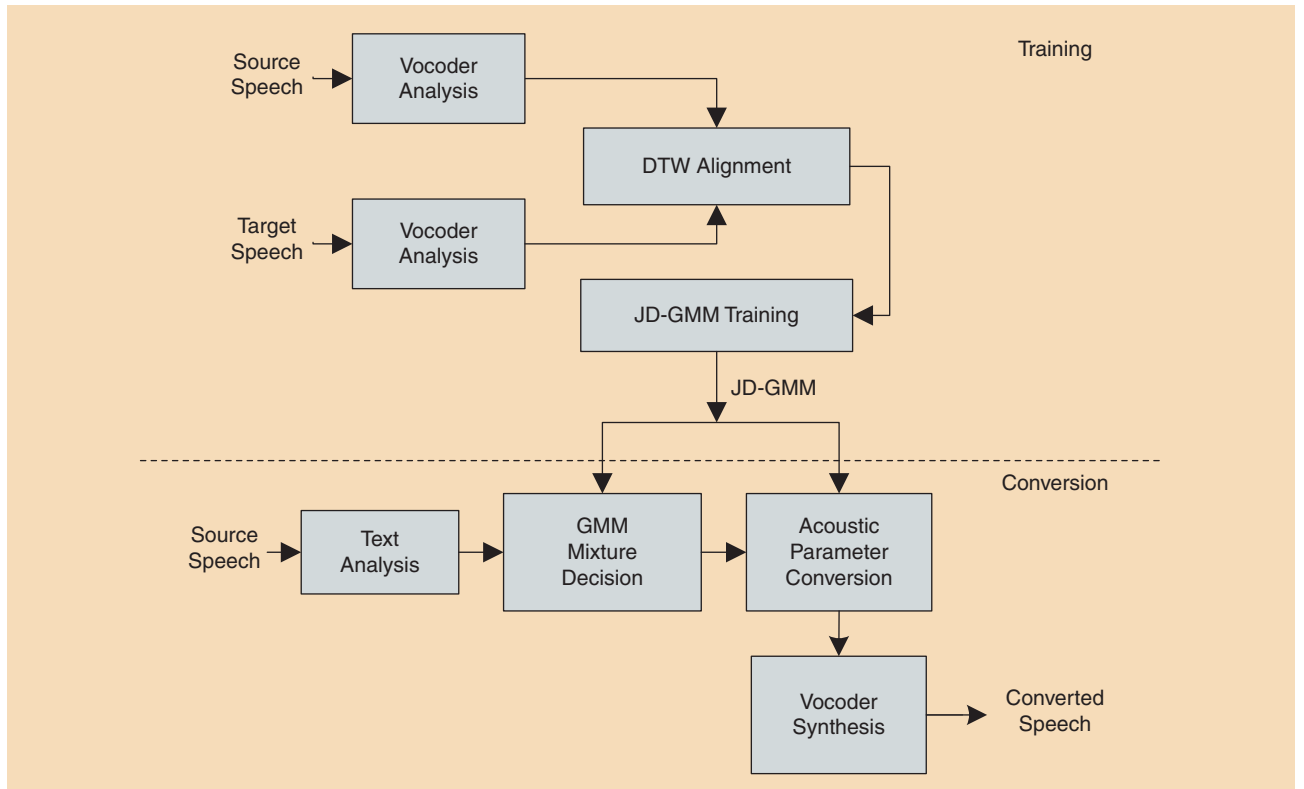 Training
Source
Speech
Vocoder
Analysis
DTW Alignment
Target
Speech
Vocoder
Analysis
JD-GMM Training
JD-GMM
Conversion
Source
Speech
Text
Analysis
GMM
Mixture
Decision
Acoustic
Parameter
Conversion
Vocoder
Synthesis
Converted
Speech